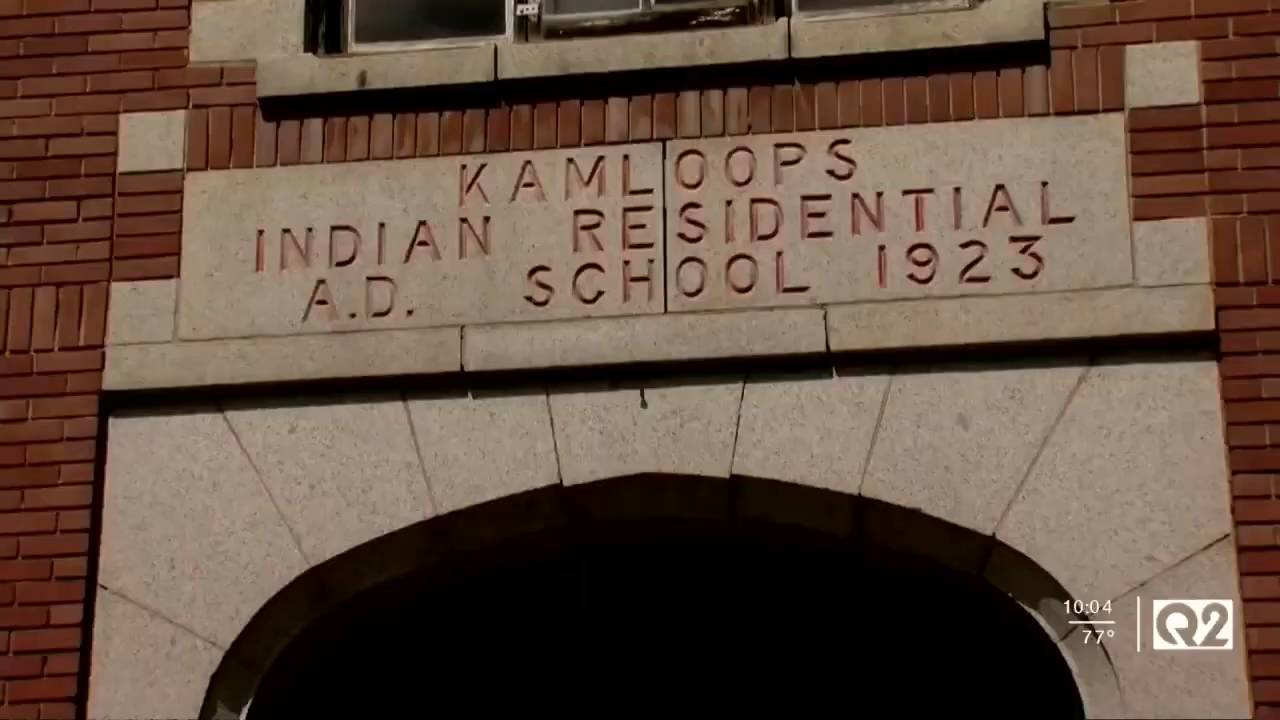 KAMLOOPS
INDIAN RESIDENTIAL
A.D. SCHOOL 1923
10:04
77°
Q2